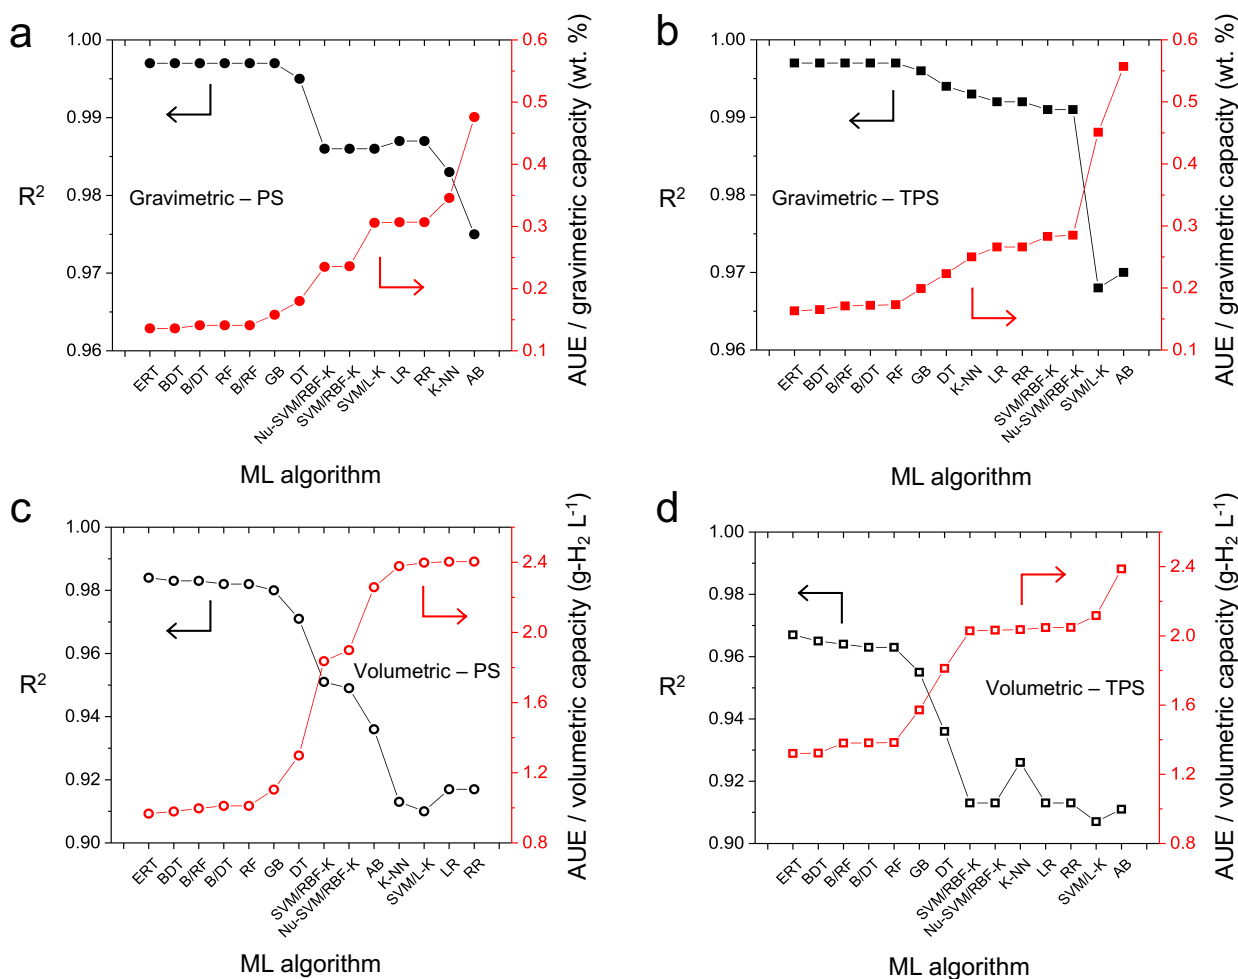 a
1.00
0.99
0.98
0.97
0.96
R²
Gravimetric – PS
0.6
0.5
0.4
0.3
0.2
0.1
AUE / gravimetric capacity (wt. %)
ERT
BDT
B/DT
RF
B/RF
GB
DT
Nu-SVM/RBF-K
SVM/RBF-K
SVM/L-K
LR
RR
K-NN
AB
ML algorithm
b
1.00
0.99
0.98
0.97
0.96
R²
Gravimetric – TPS
0.6
0.5
0.4
0.3
0.2
0.1
AUE / gravimetric capacity (wt. %)
ERT
BDT
B/RF
B/DT
RF
GB
DT
K-NN
LR
RR
SVM/RBF-K
Nu-SVM/RBF-K
SVM/L-K
AB
ML algorithm
c
1.00
0.98
0.96
0.94
0.92
0.90
R²
Volumetric – PS
2.4
2.0
1.6
1.2
0.8
AUE / volumetric capacity (g-H₂ L⁻¹)
ERT
BDT
B/RF
B/DT
RF
GB
DT
SVM/RBF-K
Nu-SVM/RBF-K
AB
K-NN
SVM/L-K
LR
RR
ML algorithm
d
1.00
0.98
0.96
0.94
0.92
0.90
R²
Volumetric – TPS
2.4
2.0
1.6
1.2
0.8
AUE / volumetric capacity (g-H₂ L⁻¹)
ERT
BDT
B/RF
B/DT
RF
GB
DT
SVM/RBF-K
Nu-SVM/RBF-K
K-NN
LR
RR
SVM/L-K
AB
ML algorithm